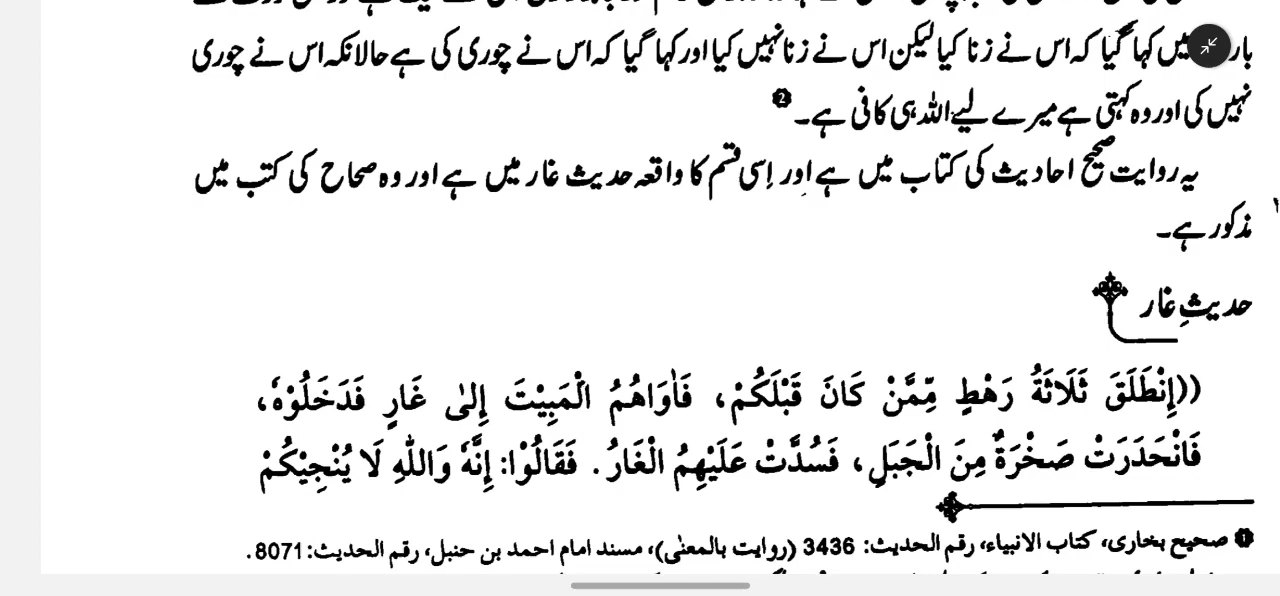 میں کہا گیا کہ اس نے زنا کیا لیکن اس نے زنا نہیں کیا اور کہا گیا کہ اس نے چوری کی ہے حالانکہ اس نے چوری
نہیں کی اور وہ کہتی ہے میرے لیے اللہ ہی کافی ہے۔ ❷
یہ روایت صحیح احادیث کی کتاب میں ہے اور اِسی قسم کا واقعہ حدیث غار میں ہے اور وہ صحاح کی کتب میں
مذکور ہے۔
حدیثِ غار
((اِنْطَلَقَ ثَلَاثَةُ رَهْطٍ مِّمَّنْ كَانَ قَبْلَكُمْ، فَاٰوَاهُمُ الْمَبِيْتَ إِلىٰ غَارٍ فَدَخَلُوْهٗ،
فَانْحَدَرَتْ صَخْرَةٌ مِنَ الْجَبَلِ، فَسُدَّتْ عَلَيْهِمُ الْغَارُ. فَقَالُوْا: إِنَّهٗ وَاللّٰهِ لَا يُنْجِيْكُمْ
❶ صحیح بخاری، کتاب الانبیاء، رقم الحدیث: 3436 (روایت بالمعنٰی)، مسند امام احمد بن حنبل، رقم الحدیث: 8071.